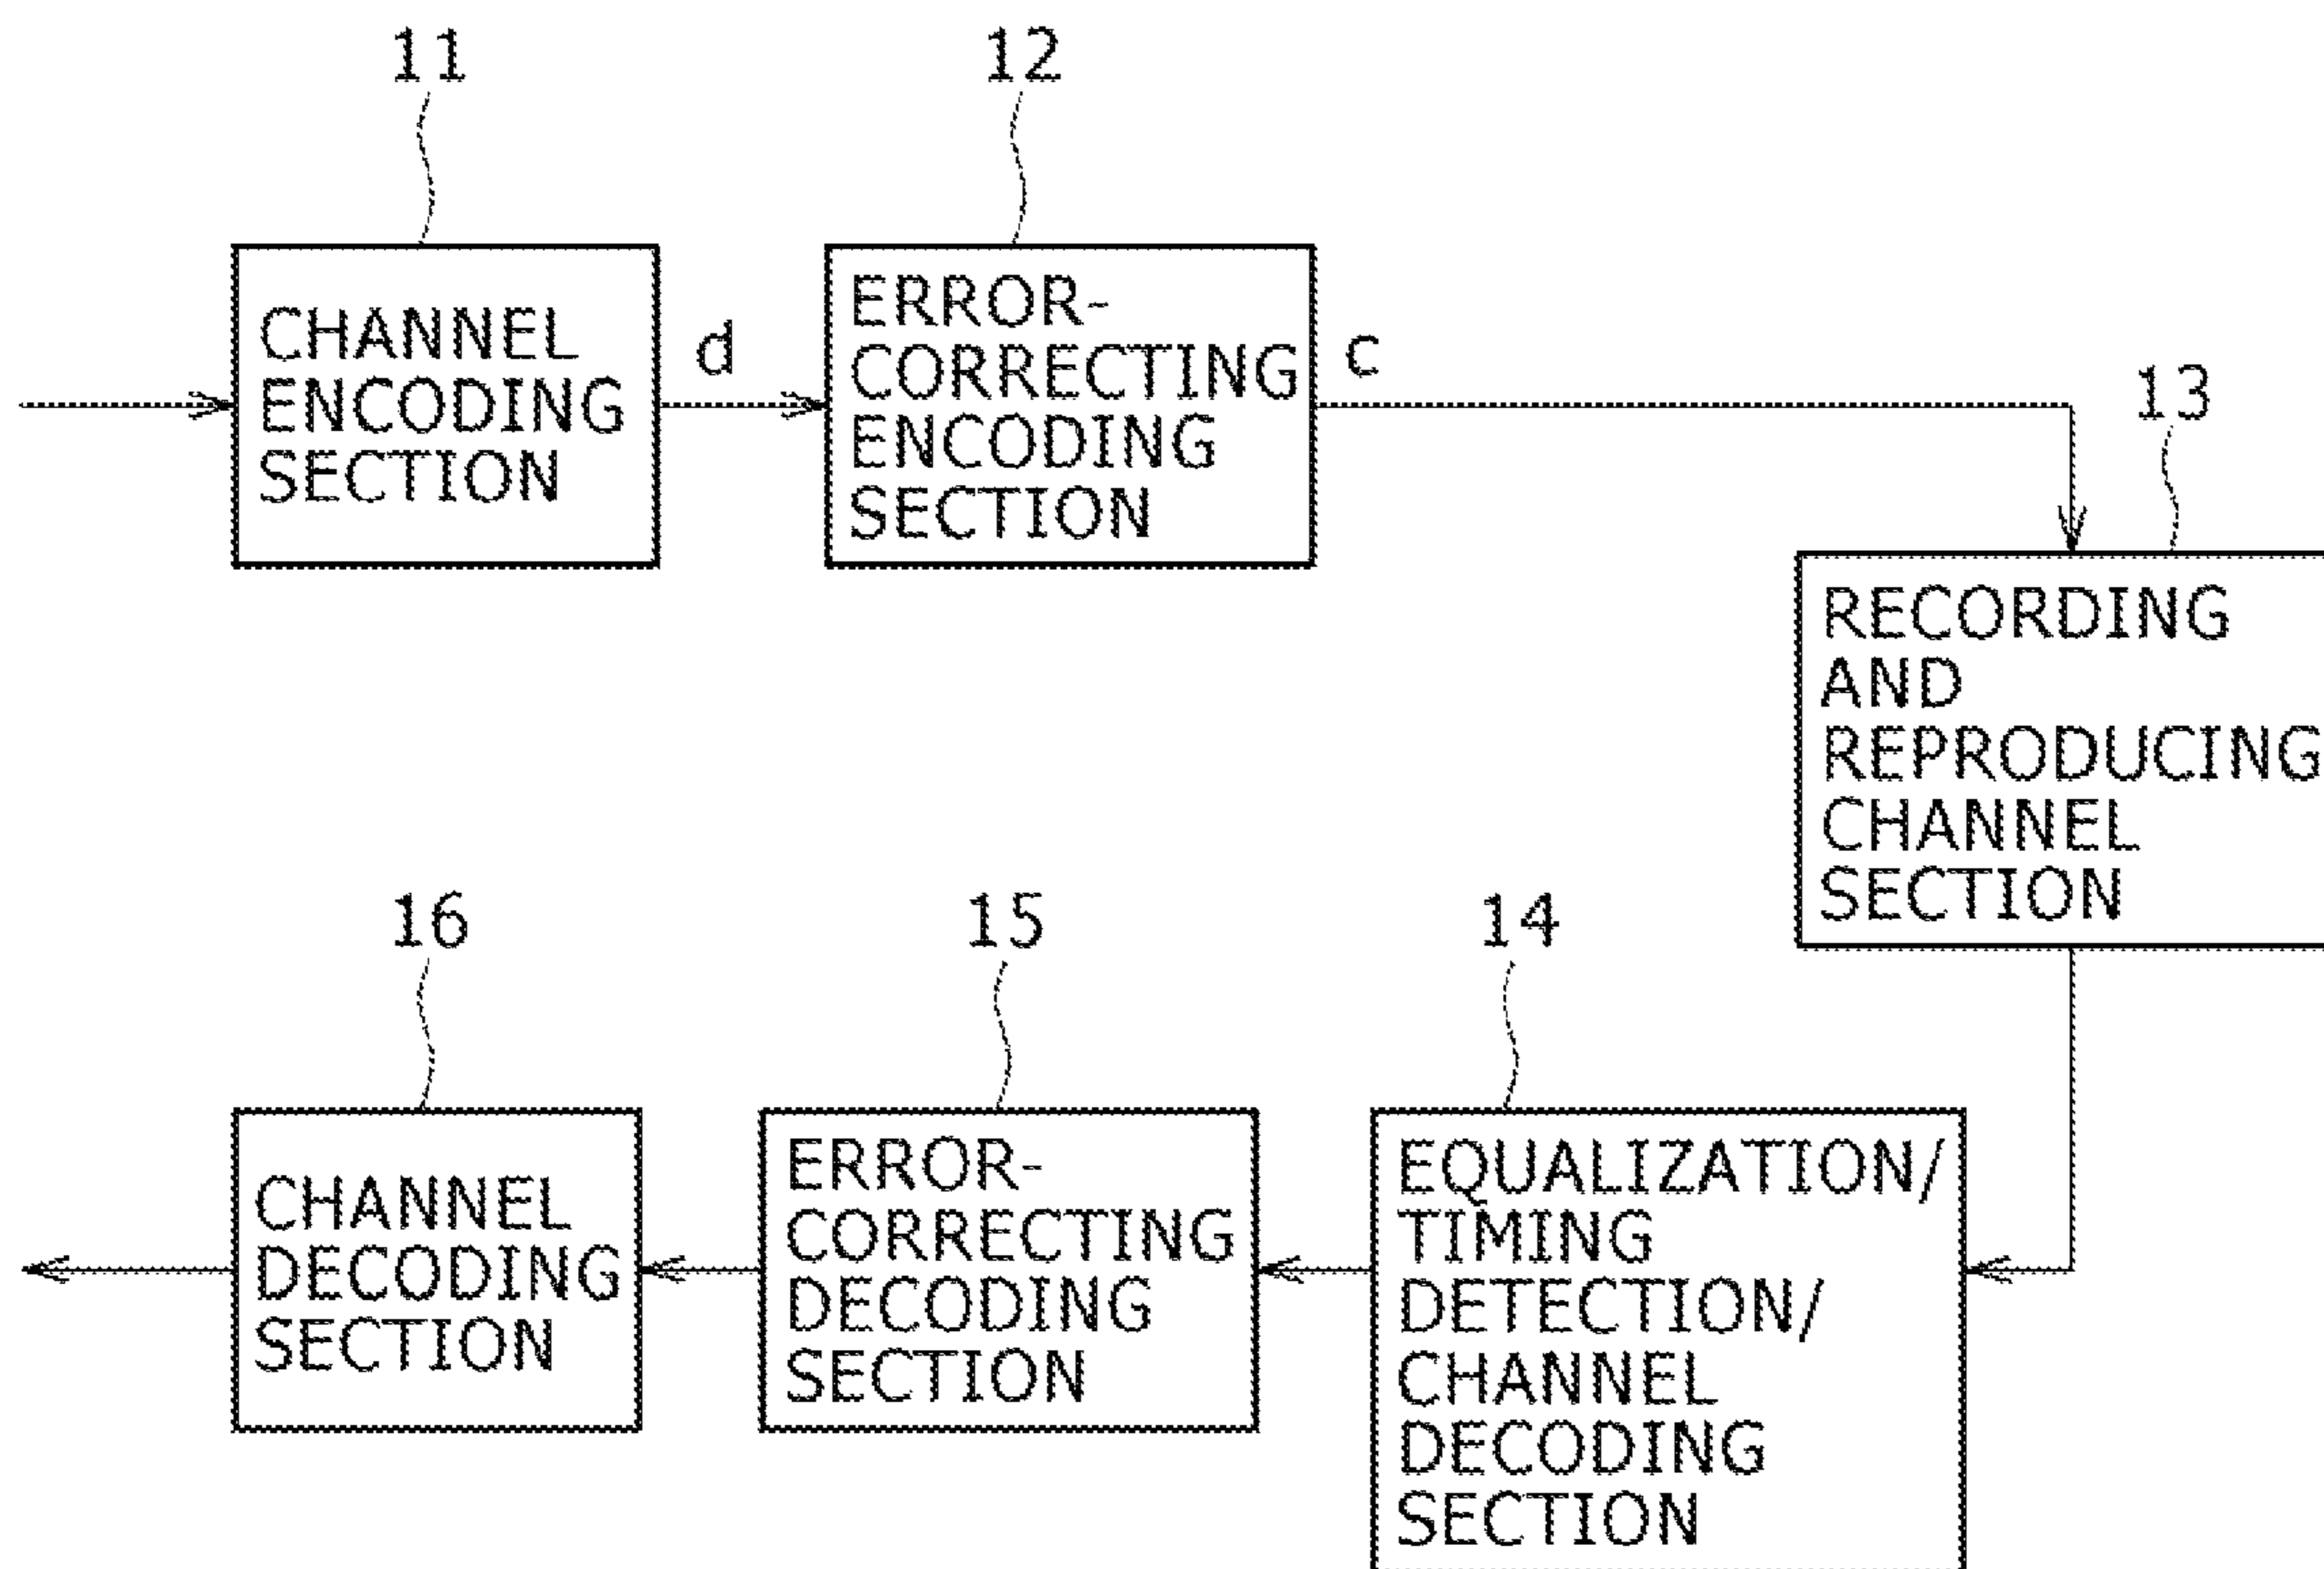 11
12
CHANNEL
ENCODING
SECTION
d
ERROR-
CORRECTING
ENCODING
SECTION
c
13
RECORDING
AND
REPRODUCING
CHANNEL
SECTION
16
15
14
CHANNEL
DECODING
SECTION
ERROR-
CORRECTING
DECODING
SECTION
EQUALIZATION/
TIMING
DETECTION/
CHANNEL
DECODING
SECTION